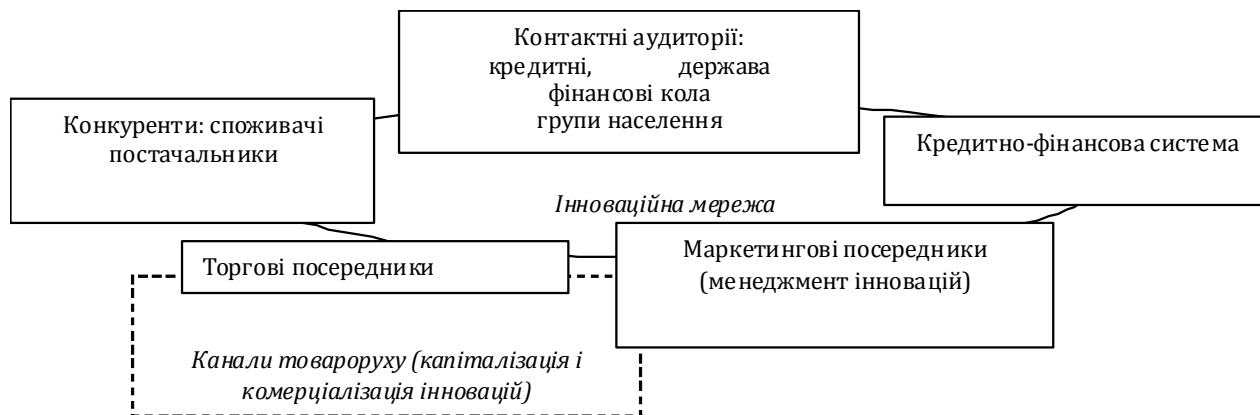 Контактні аудиторії:
кредитні, держава
фінансові кола
групи населення
Конкуренти: споживачі
постачальники
Кредитно-фінансова система
Інноваційна мережа
Торгові посередники
Маркетингові посередники
(менеджмент інновацій)
Канали товароруху (капіталізація і
комерціалізація інновацій)